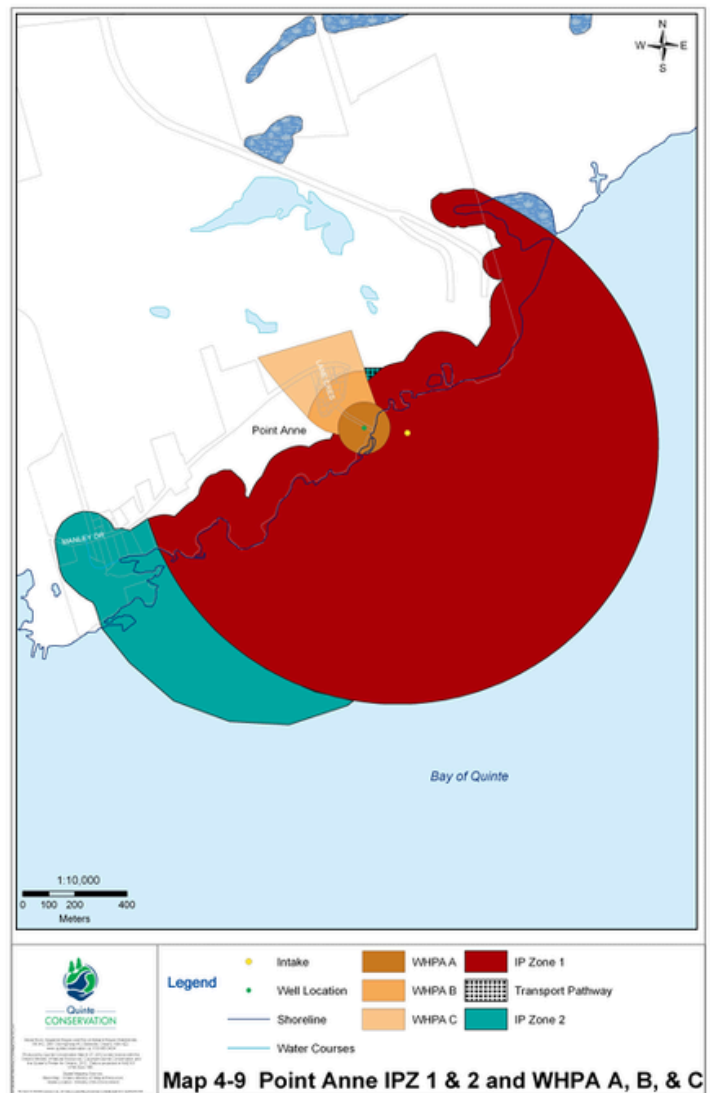 N
W E
S
LAKESHORE
Point Anne
MANLEY DR
Bay of Quinte
1:10,000
0 100 200 400
Meters
Quinte
CONSERVATION
Legend
Intake
Well Location
Shoreline
Water Courses
WHPA A
WHPA B
WHPA C
IP Zone 1
Transport Pathway
IP Zone 2
Map 4-9 Point Anne IPZ 1 & 2 and WHPA A, B, & C